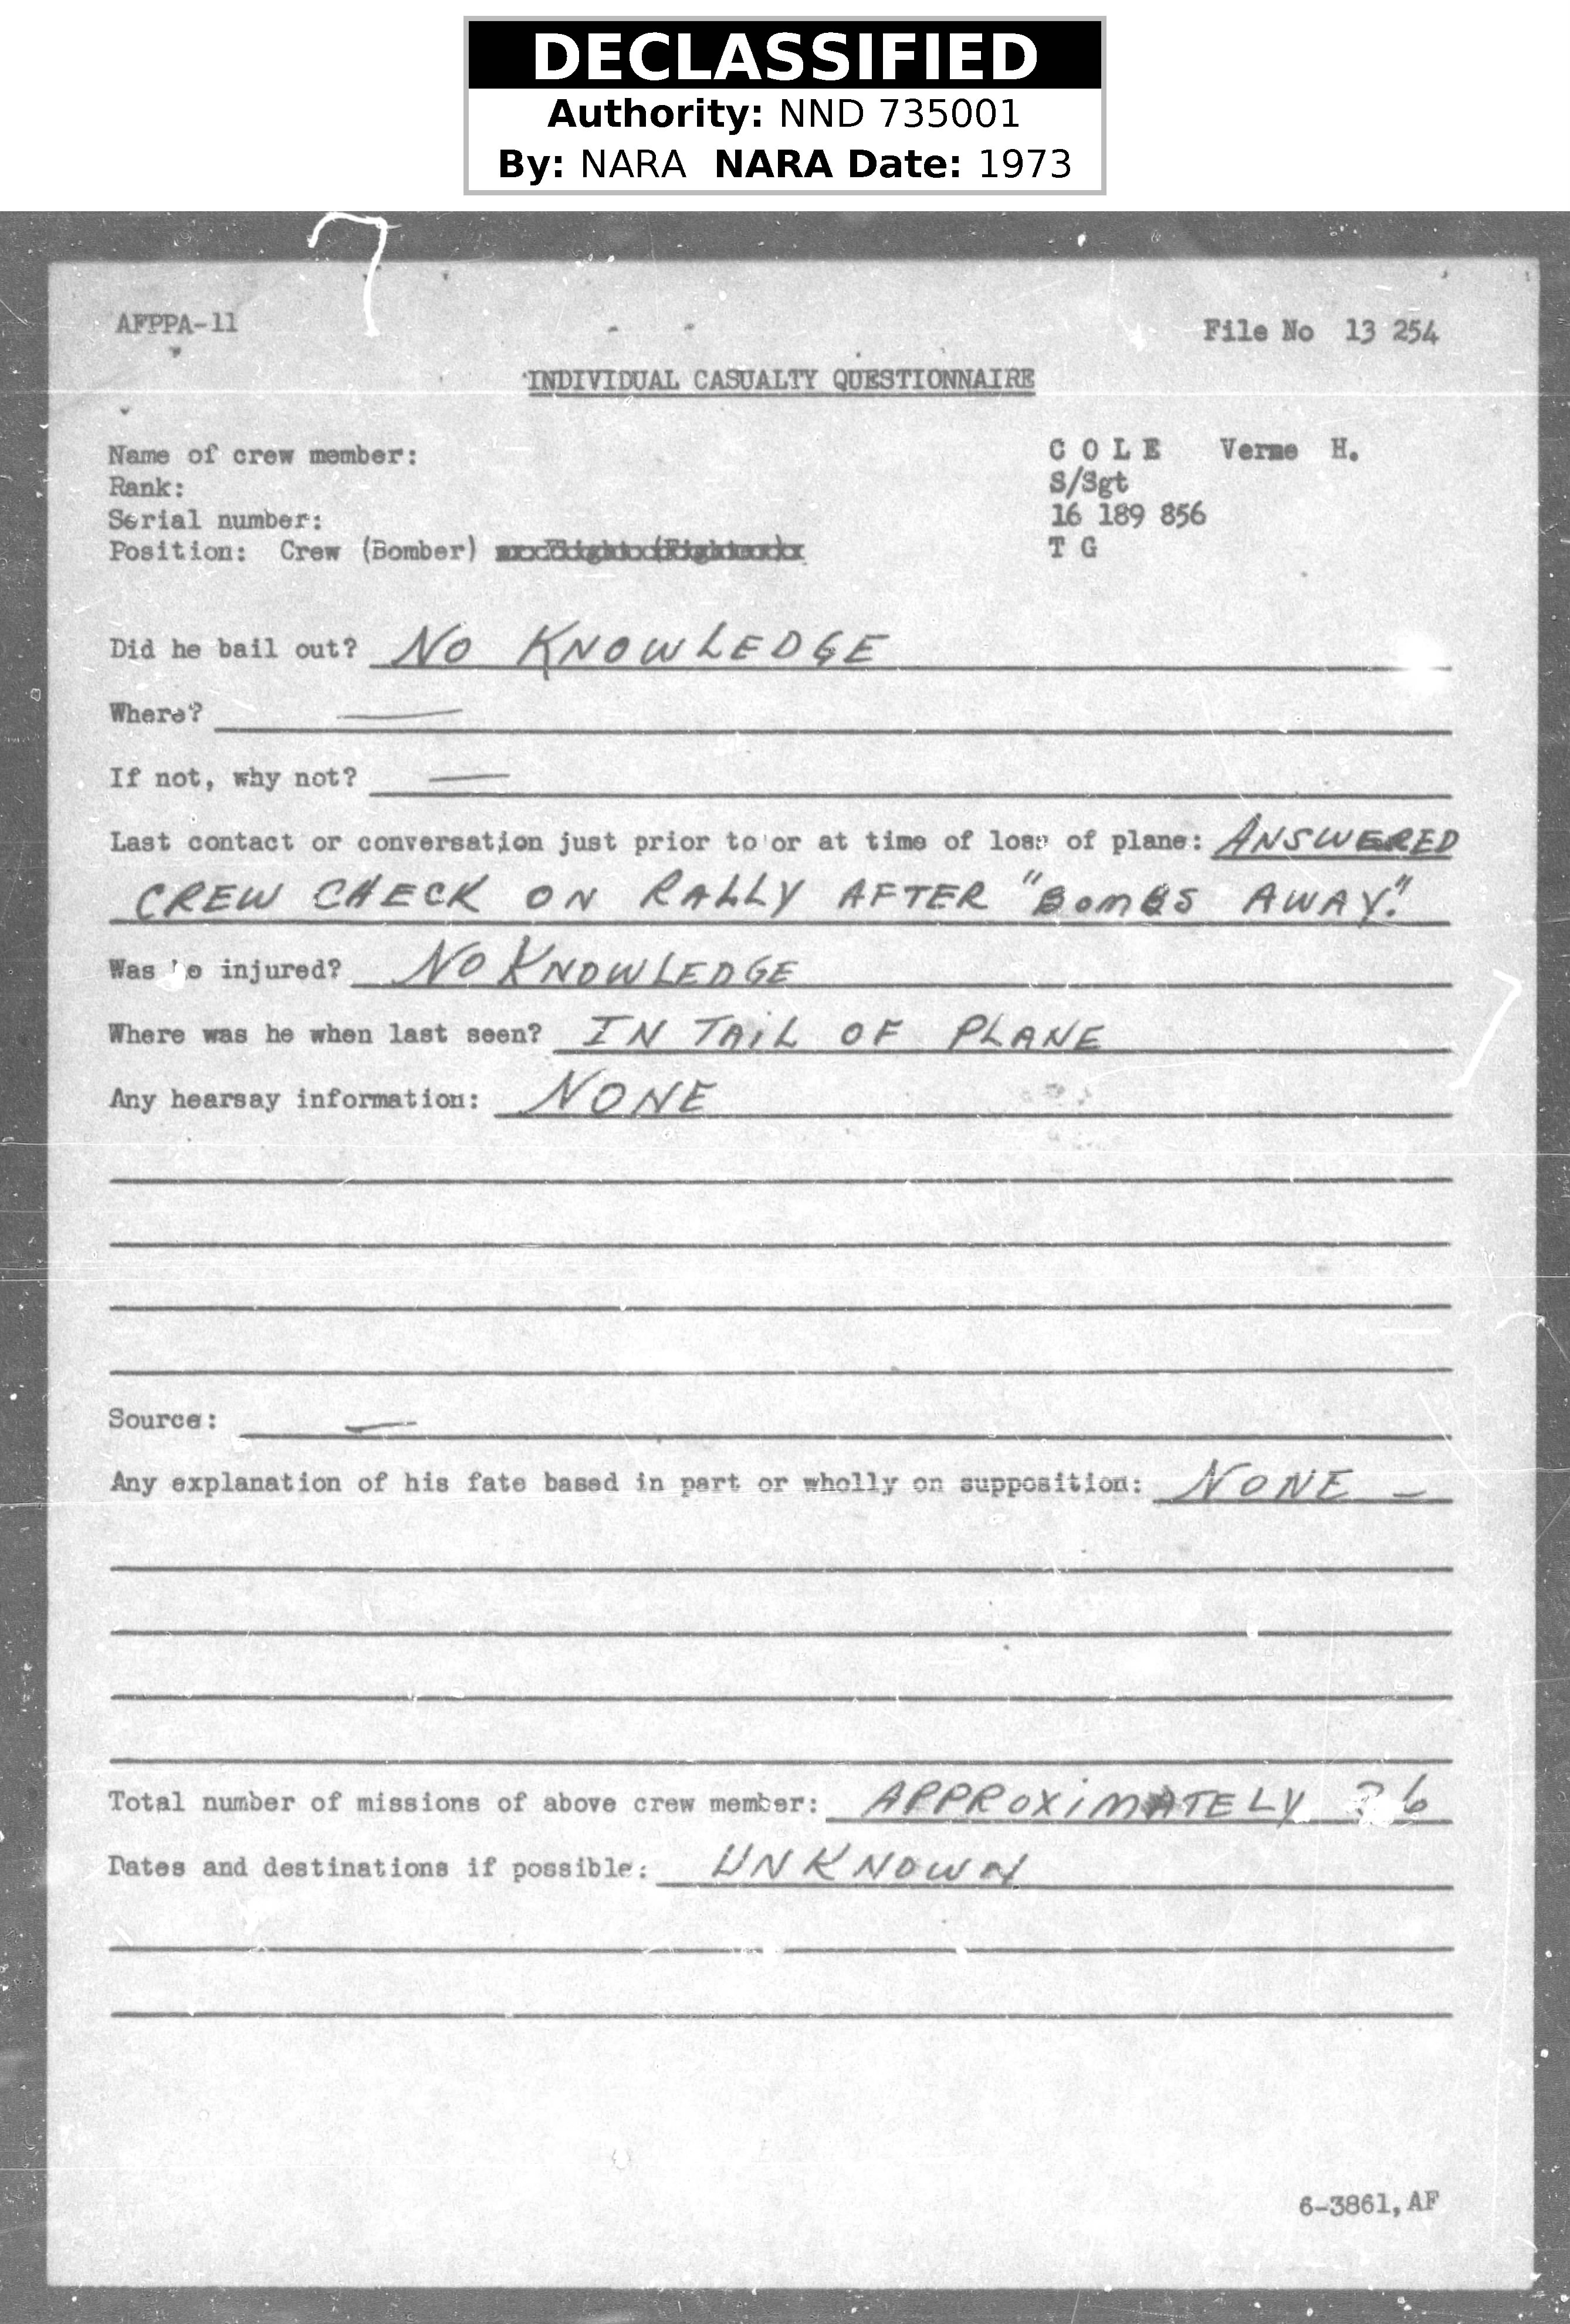 DECLASSIFIED
Authority: NND 735001
By: NARA NARA Date: 1973
AFPPA-11
File No 13 254
INDIVIDUAL CASUALTY QUESTIONNAIRE
Name of crew member: C O L E Verne H.
Rank: S/Sgt
Serial number: 16 189 856
Position: Crew (Bomber) T G
Did he bail out? NO KNOWLEDGE
Where? —
If not, why not? —
Last contact or conversation just prior to or at time of loss of plane: ANSWERED
CREW CHECK ON RALLY AFTER "BOMBS AWAY."
Was he injured? NO KNOWLEDGE
Where was he when last seen? IN TAIL OF PLANE
Any hearsay information: NONE
Source: —
Any explanation of his fate based in part or wholly on supposition: NONE —
Total number of missions of above crew member: APPROXIMATELY
Dates and destinations if possible: UNKNOWN
6-3861, AF